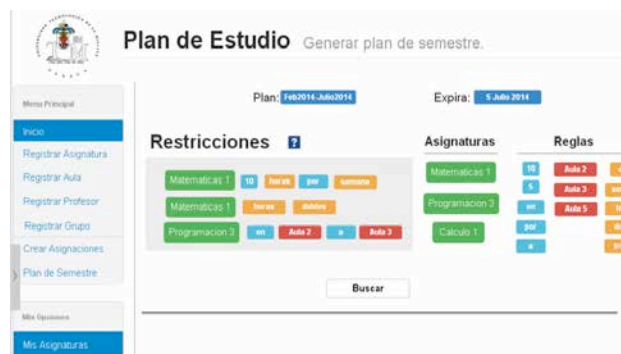 Plan de Estudio Generar plan de semestre.
Plan: Feb2014-Julio2014 Expira: 5 Julio 2014
Menu Principal
Inicio
Registrar Asignatura
Registrar Aula
Registrar Profesor
Registrar Grupo
Crear Asignaciones
Plan de Semestre
Mis Opciones
Mis Asignaturas
Restricciones ?
Matematicas 1 10 horas por semana
Matematicas 1 horas dobles
Programacion 3 en Aula 2 a Aula 3
Buscar
Asignaturas
Matematicas 1
Programacion 3
Calculo 1
Reglas
10 Aula 2
5 Aula 3
en Aula 5
por
a